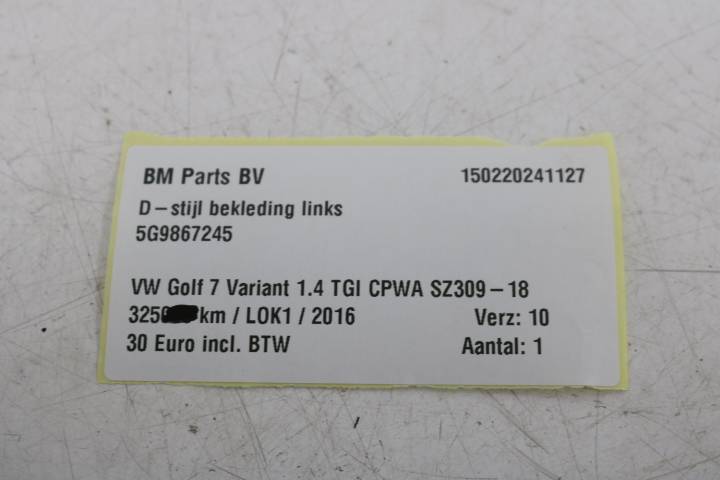 BM Parts BV 150220241127
D-stijl bekleding links
5G9867245
VW Golf 7 Variant 1.4 TGI CPWA SZ309-18
km / LOK1 / 2016 Verz: 10
30 Euro incl. BTW Aantal: 1